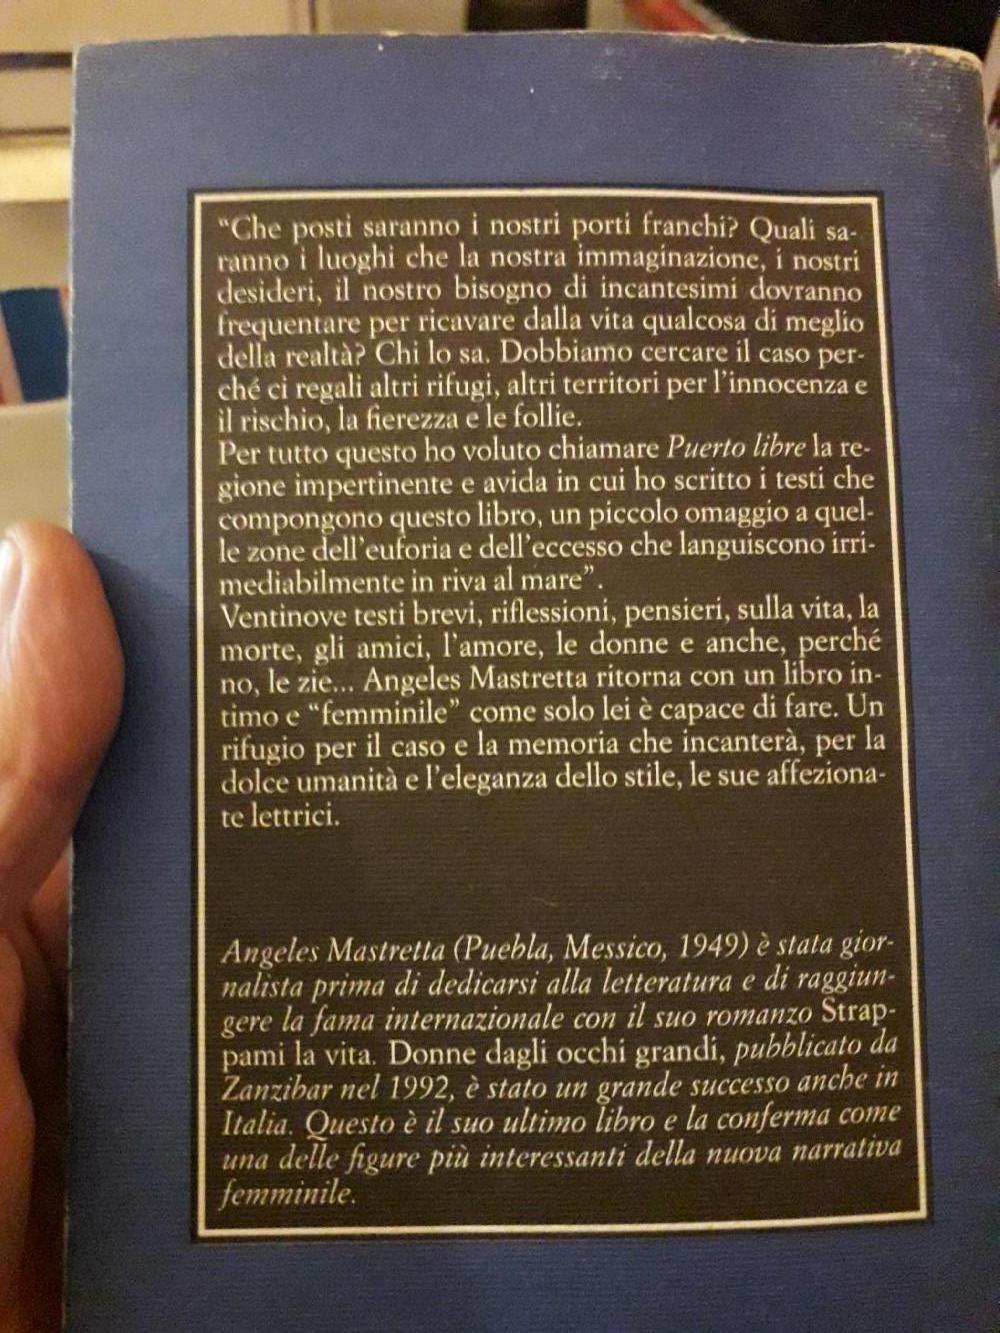 “Che posti saranno i nostri porti franchi? Quali sa-
ranno i luoghi che la nostra immaginazione, i nostri
desideri, il nostro bisogno di incantesimi dovranno
frequentare per ricavare dalla vita qualcosa di meglio
della realtà? Chi lo sa. Dobbiamo cercare il caso per-
ché ci regali altri rifugi, altri territori per l’innocenza e
il rischio, la fierezza e le follie.
Per tutto questo ho voluto chiamare Puerto libre la re-
gione impertinente e avida in cui ho scritto i testi che
compongono questo libro, un piccolo omaggio a quel-
le zone dell’euforia e dell’eccesso che languiscono irri-
mediabilmente in riva al mare”.
Ventinove testi brevi, riflessioni, pensieri, sulla vita, la
morte, gli amici, l’amore, le donne e anche, perché
no, le zie... Angeles Mastretta ritorna con un libro in-
timo e “femminile” come solo lei è capace di fare. Un
rifugio per il caso e la memoria che incanterà, per la
dolce umanità e l’eleganza dello stile, le sue affeziona-
te lettrici.
Angeles Mastretta (Puebla, Messico, 1949) è stata gior-
nalista prima di dedicarsi alla letteratura e di raggiun-
gere la fama internazionale con il suo romanzo Strap-
pami la vita. Donne dagli occhi grandi, pubblicato da
Zanzibar nel 1992, è stato un grande successo anche in
Italia. Questo è il suo ultimo libro e la conferma come
una delle figure più interessanti della nuova narrativa
femminile.